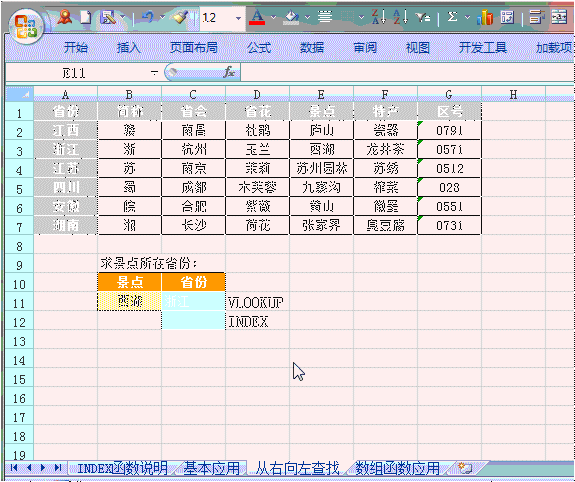 12
开始 插入 页面布局 公式 数据 审阅 视图 开发工具 加载项
E11
fx
A B C D E F G H
1 省份 简称 省会 省花 景点 特产 区号
2 江西 赣 南昌 杜鹃 庐山 瓷器 0791
3 浙江 浙 杭州 玉兰 西湖 龙井茶 0571
4 江苏 苏 南京 茉莉 苏州园林 苏绣 0512
5 四川 蜀 成都 木芙蓉 九寨沟 榨菜 028
6 安徽 皖 合肥 紫薇 黄山 徽墨 0551
7 湖南 湘 长沙 荷花 张家界 臭豆腐 0731
8
9 求景点所在省份:
10 景点 省份
11 西湖 浙江 VLOOKUP
12 INDEX
13
14
15
16
17
18
19
INDEX函数说明 基本应用 从右向左查找 数组函数应用